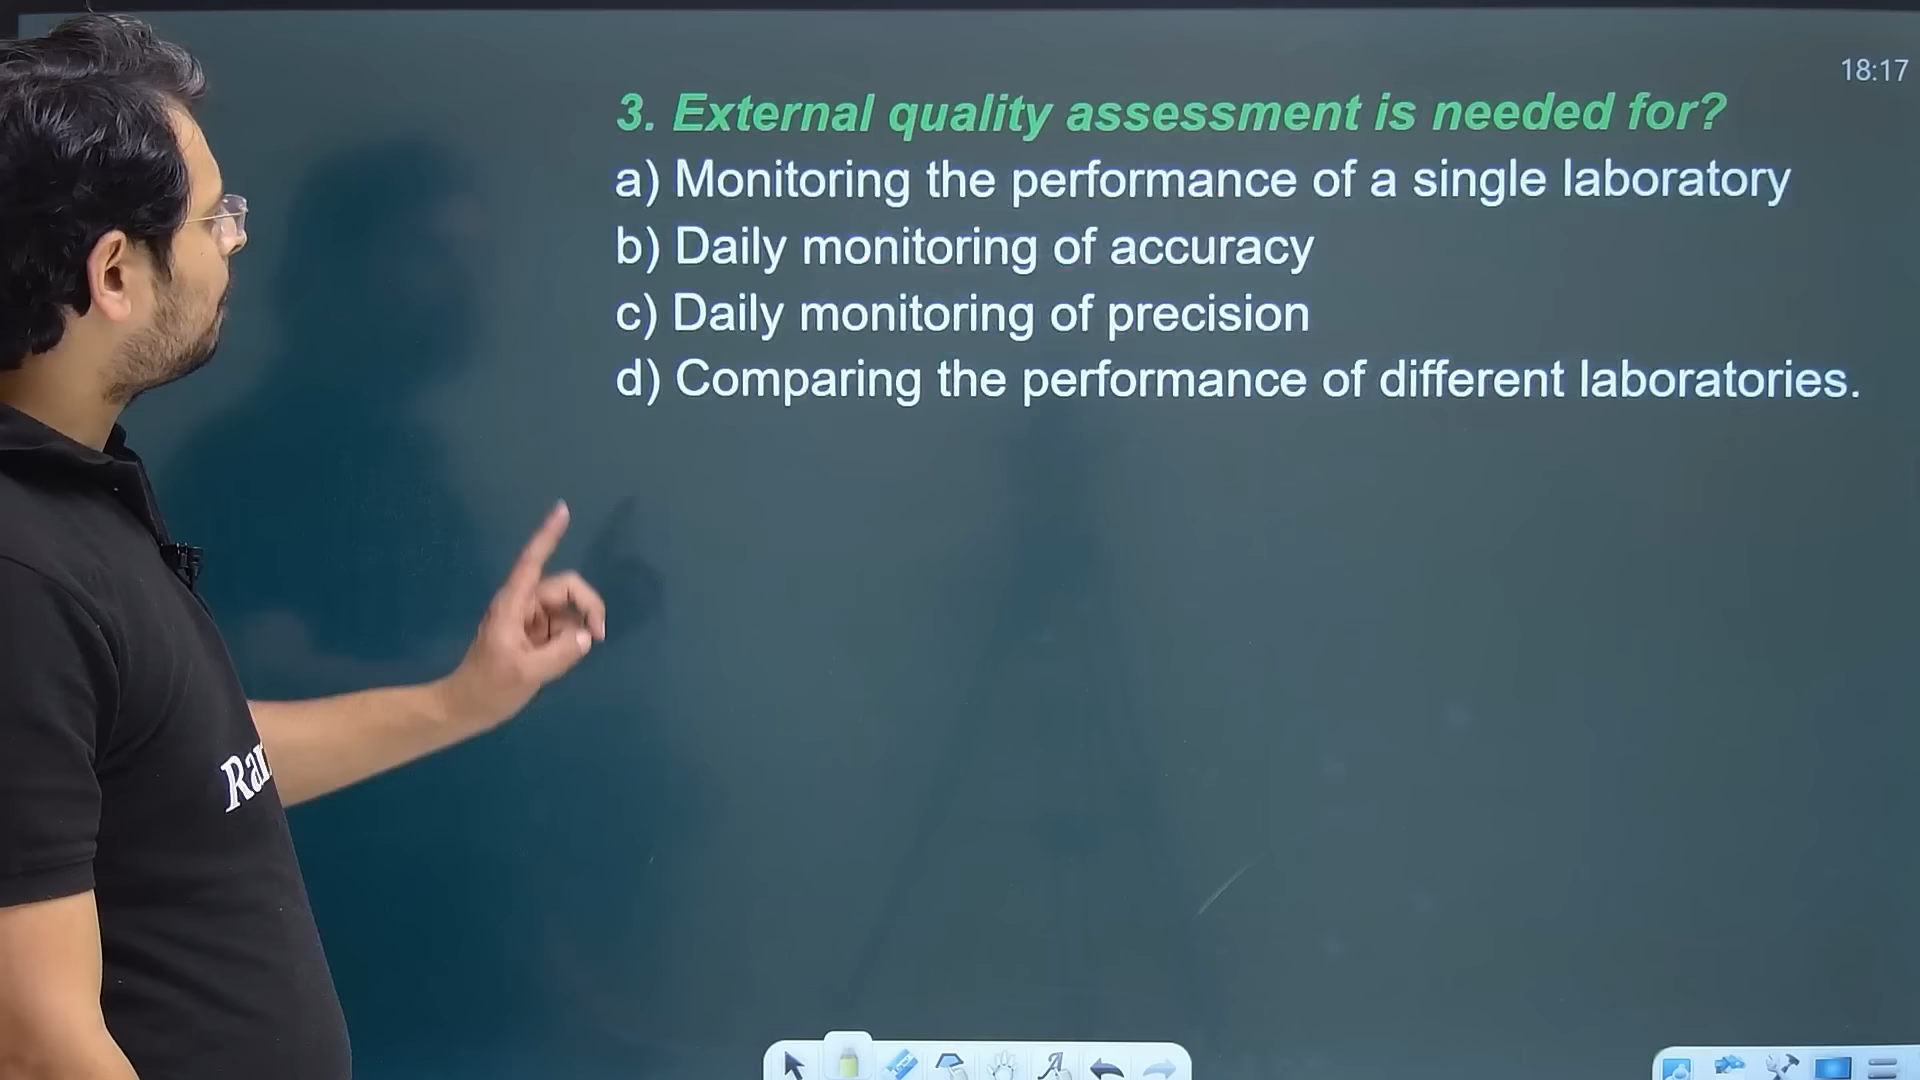 18:17
3. External quality assessment is needed for?
a) Monitoring the performance of a single laboratory
b) Daily monitoring of accuracy
c) Daily monitoring of precision
d) Comparing the performance of different laboratories.